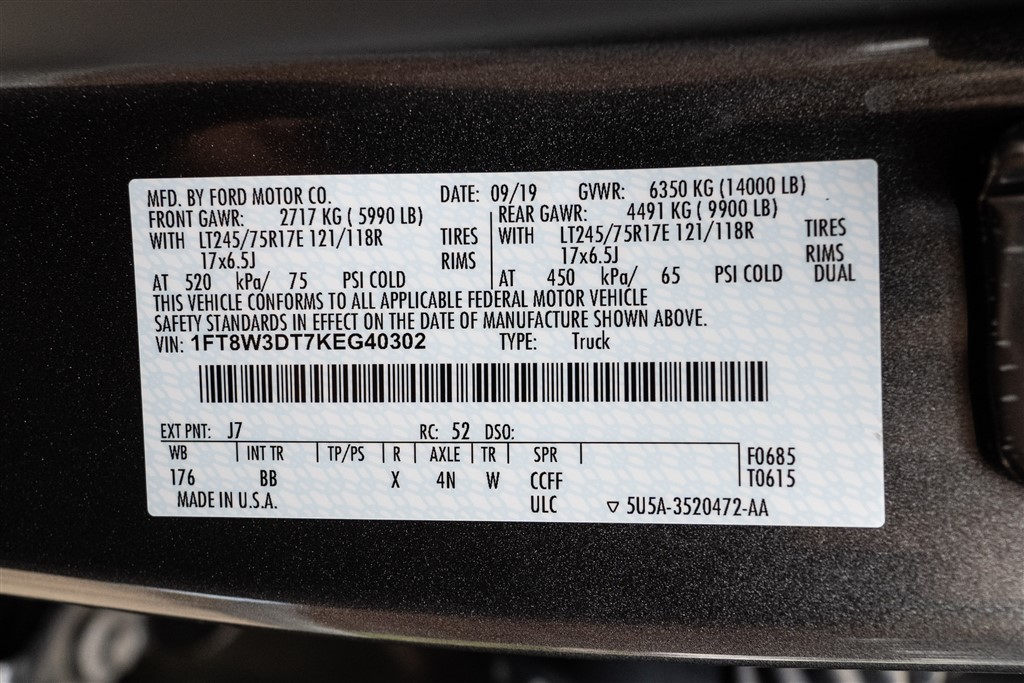 MFD. BY FORD MOTOR CO. DATE: 09/19 GVWR: 6350 KG (14000 LB)
FRONT GAWR: 2717 KG ( 5990 LB) REAR GAWR: 4491 KG ( 9900 LB)
WITH LT245/75R17E 121/118R TIRES WITH LT245/75R17E 121/118R TIRES
17x6.5J RIMS 17x6.5J RIMS
AT 520 kPa/ 75 PSI COLD AT 450 kPa/ 65 PSI COLD DUAL
THIS VEHICLE CONFORMS TO ALL APPLICABLE FEDERAL MOTOR VEHICLE
SAFETY STANDARDS IN EFFECT ON THE DATE OF MANUFACTURE SHOWN ABOVE.
VIN: 1FT8W3DT7KEG40302 TYPE: Truck
EXT PNT: J7 RC: 52 DSO:
WB INT TR TP/PS R AXLE TR SPR F0685
176 BB X 4N W CCFF T0615
MADE IN U.S.A. ULC ▽ 5U5A-3520472-AA